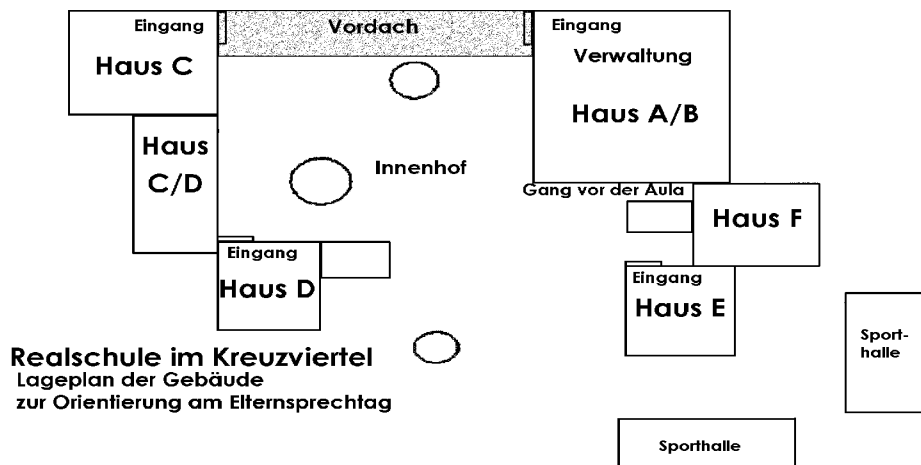 Eingang
Haus C
Vordach
Eingang
Verwaltung
Haus A/B
Haus
C/D
Innenhof
Gang vor der Aula
Haus F
Eingang
Haus D
Eingang
Haus E
Sport-
halle
Realschule im Kreuzviertel
Lageplan der Gebäude
zur Orientierung am Elternsprechtag
Sporthalle